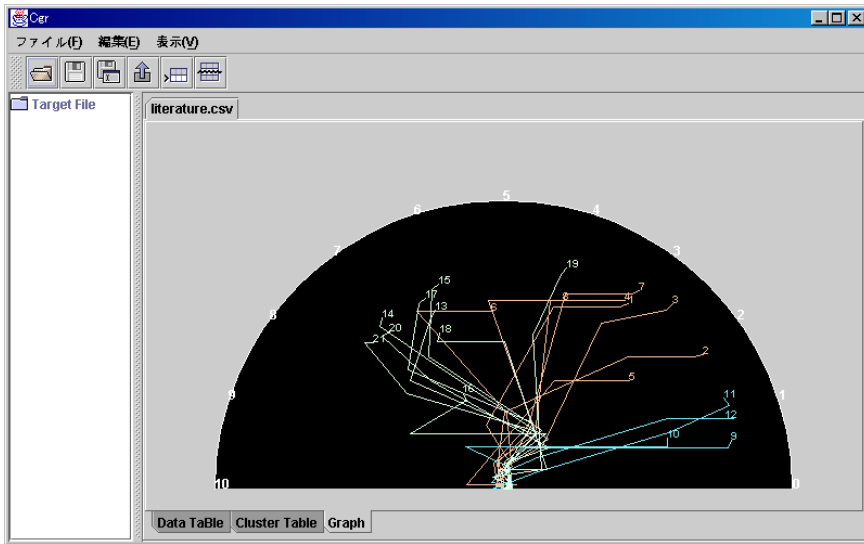 Cgr
ファイル(F) 編集(E) 表示(V)
Target File
literature.csv
5
6 4
7 3
8 2
9 1
10 0
19
15 7
17 8 4 1
13 6 3
14
20 18
21 2
5
16
11
12
10 9
Data TaBle Cluster Table Graph